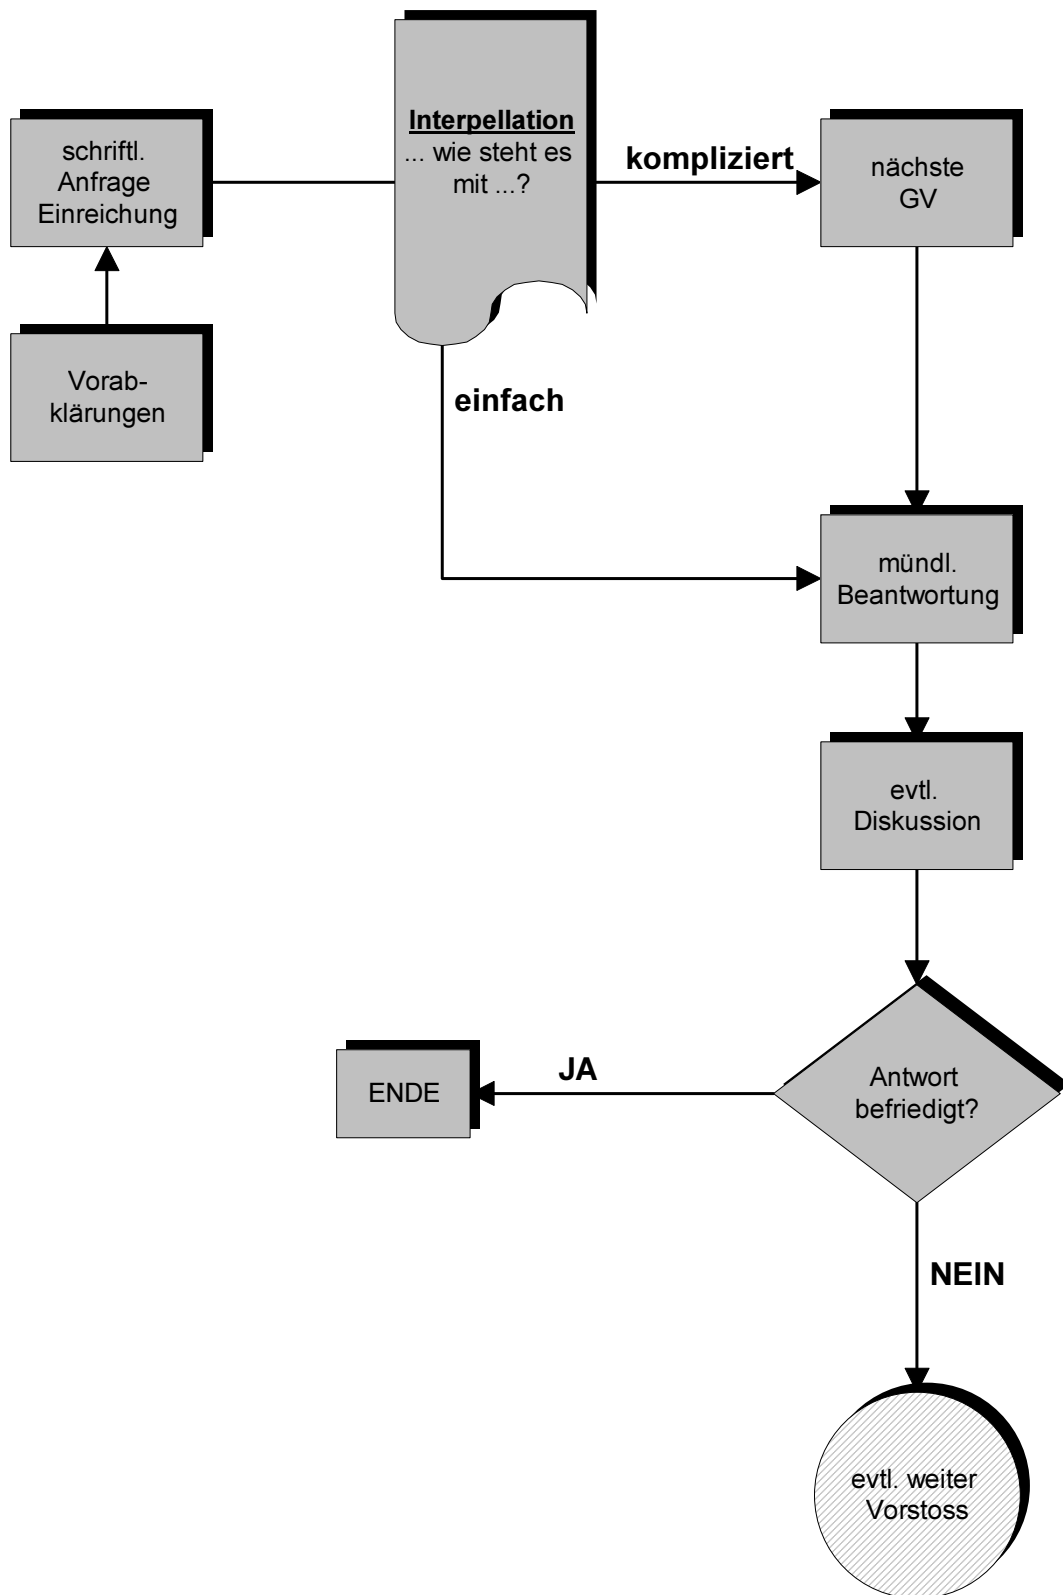 Interpellation
... wie steht es
mit ...?
schriftl.
Anfrage
Einreichung
kompliziert
nächste
GV
Vorab-
klärungen
einfach
mündl.
Beantwortung
evtl.
Diskussion
Antwort
befriedigt?
JA
ENDE
NEIN
evtl. weiter
Vorstoss